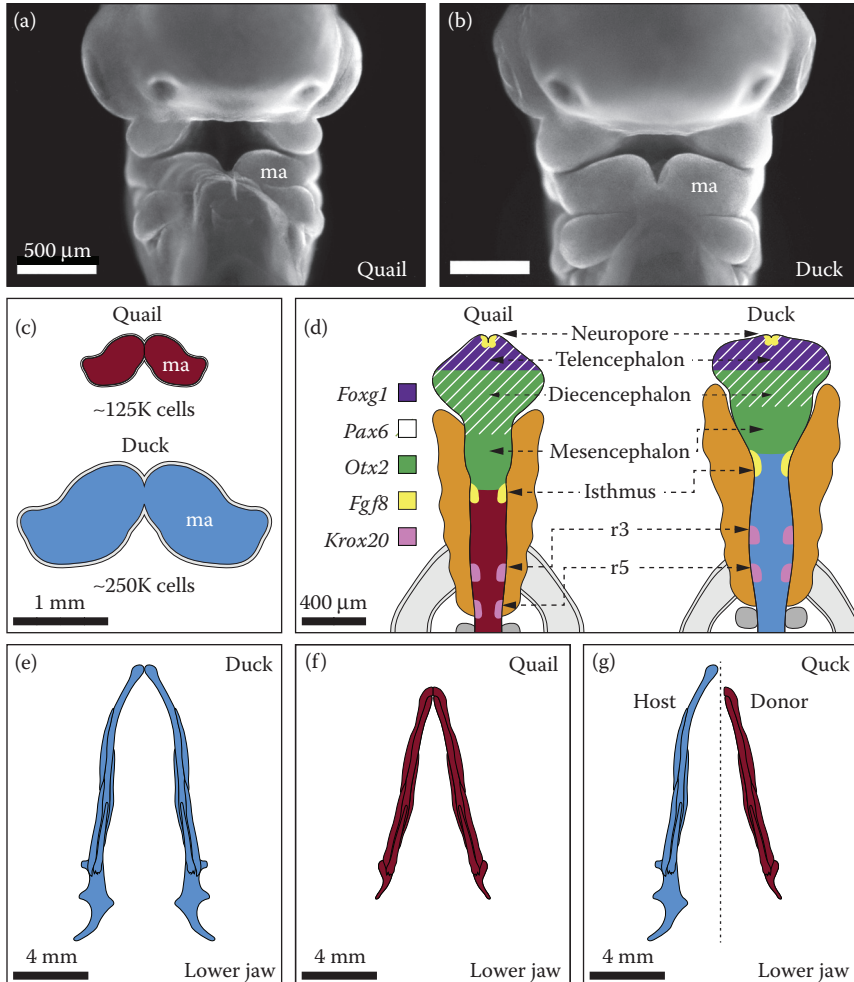 (a)
ma
500 µm
Quail
(b)
ma
Duck
(c)
Quail
ma
~125K cells
Duck
ma
~250K cells
1 mm
(d)
Quail
Duck
Neuropore
Telencephalon
Diecencephalon
Mesencephalon
Isthmus
r3
r5
Foxg1
Pax6
Otx2
Fgf8
Krox20
400 µm
(e)
Duck
4 mm
Lower jaw
(f)
Quail
4 mm
Lower jaw
(g)
Quck
Host
Donor
4 mm
Lower jaw